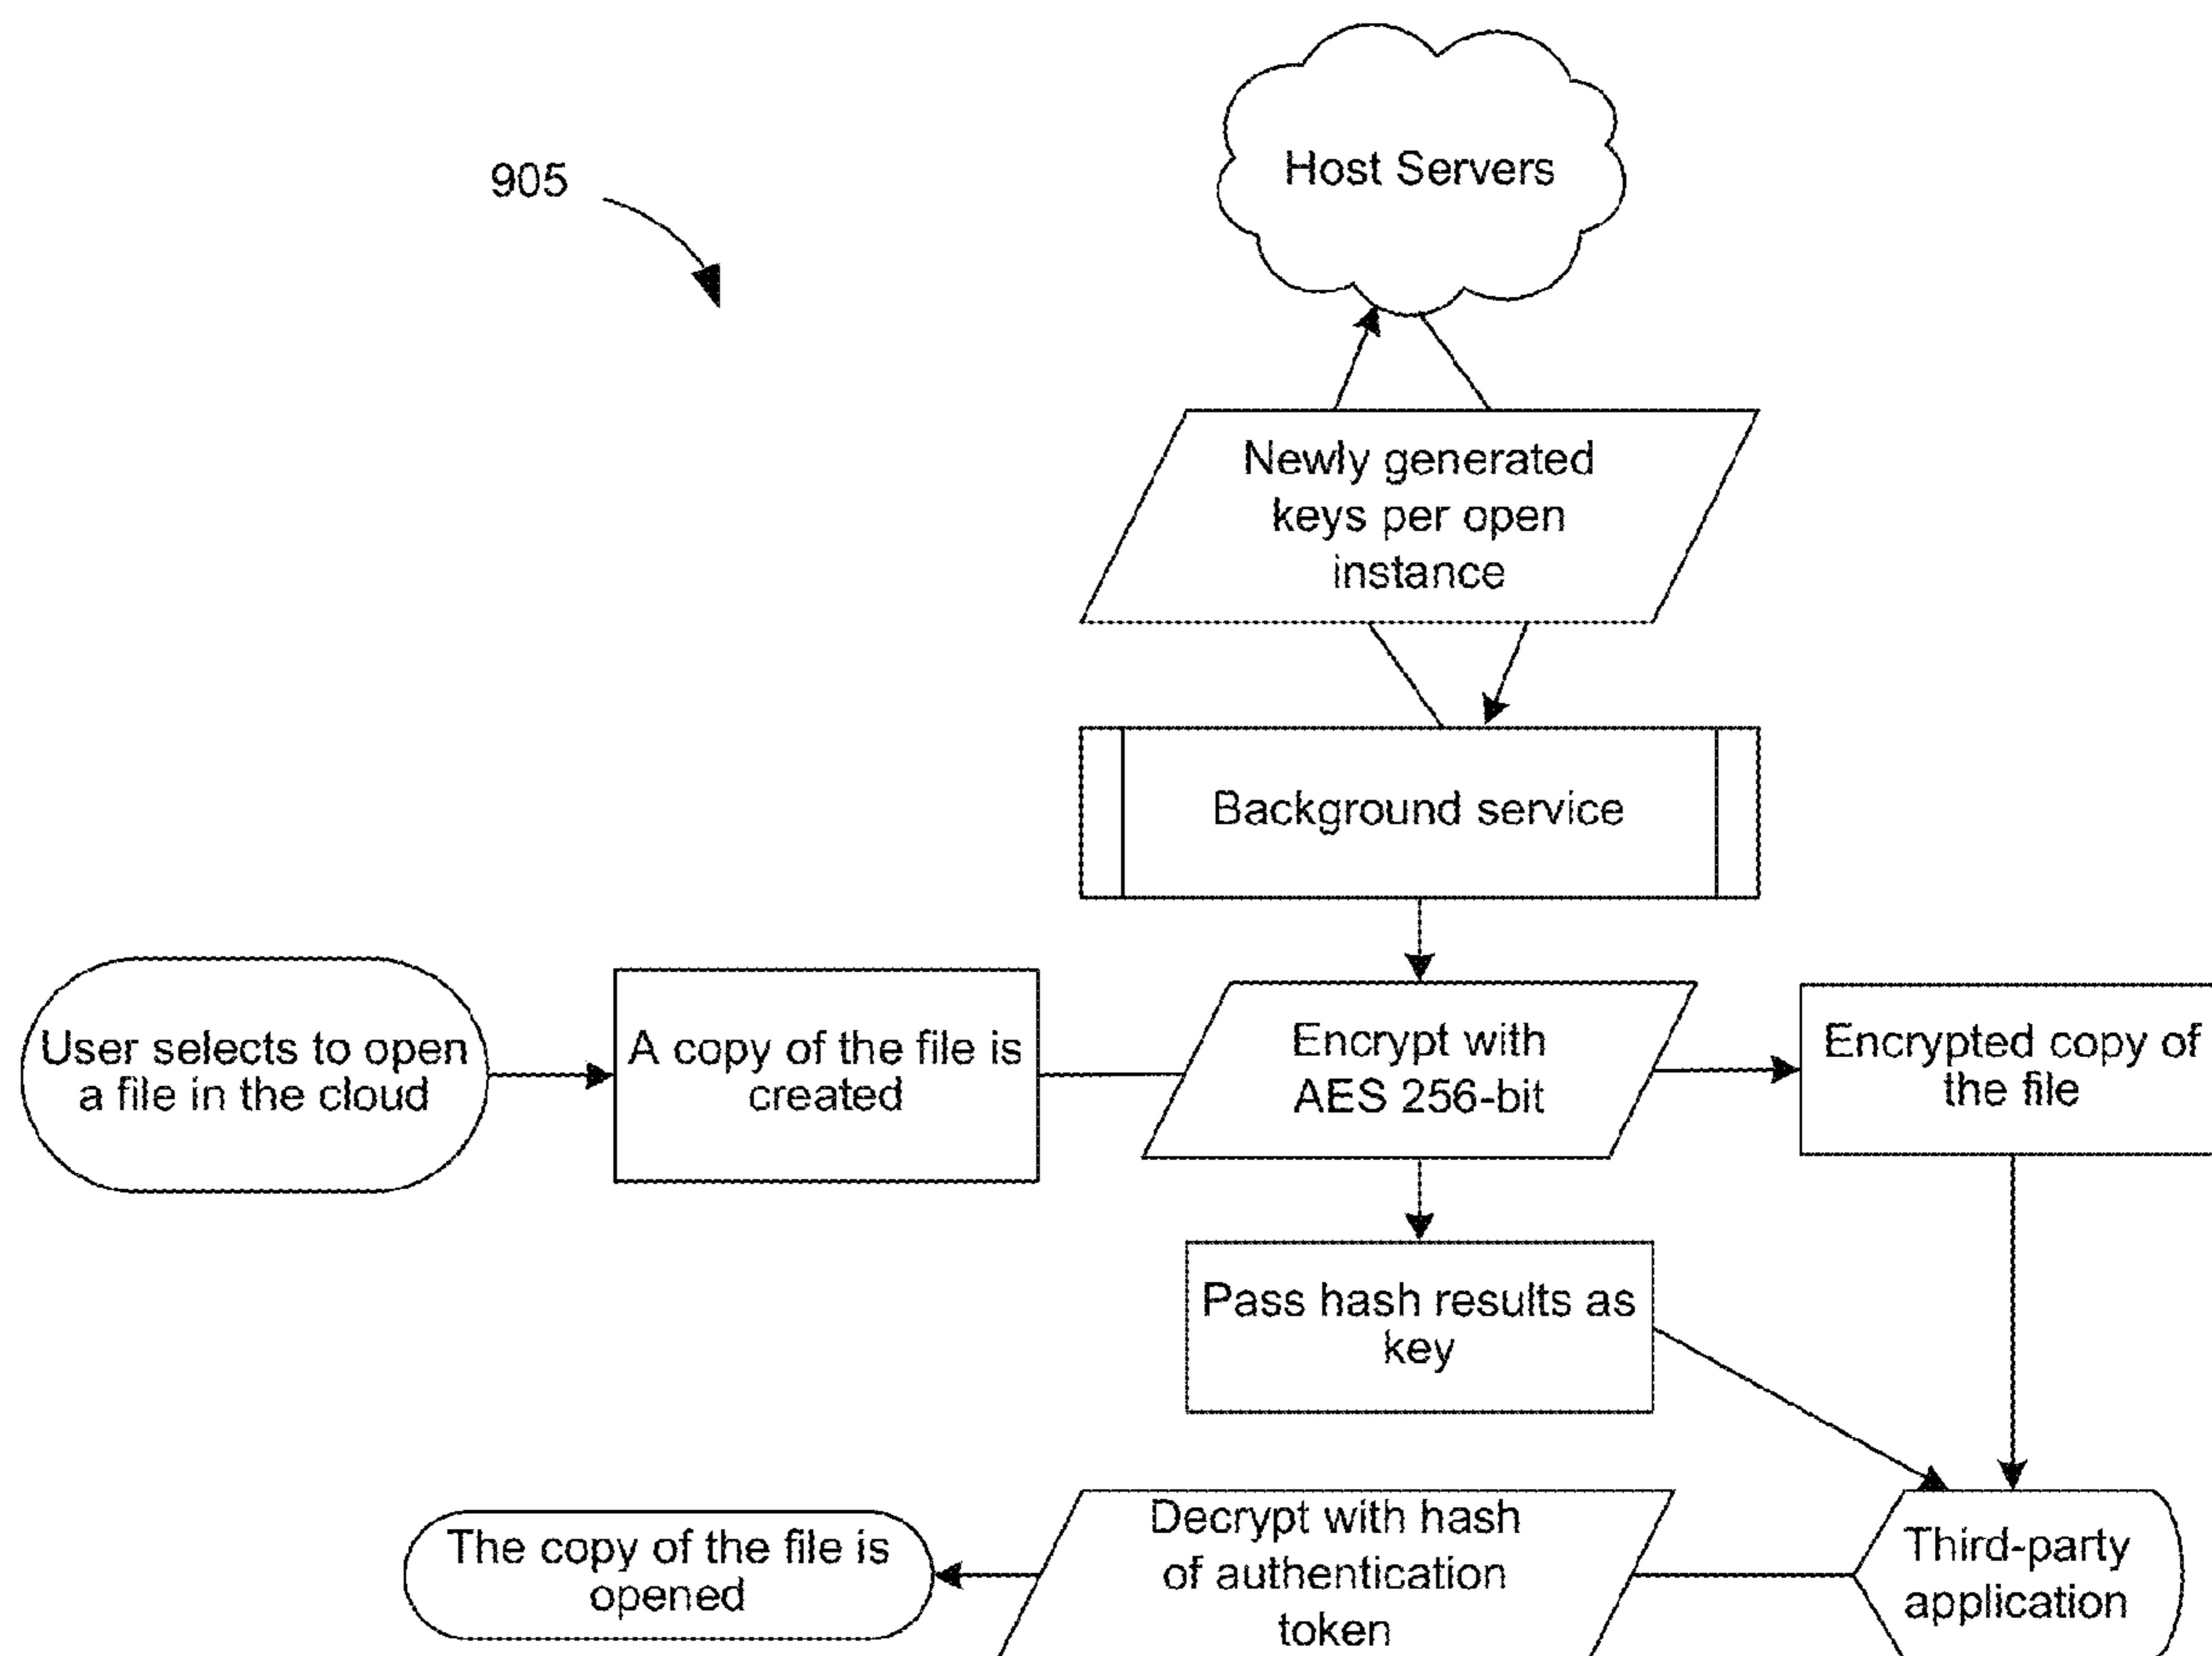 905
Host Servers
Newly generated
keys per open
instance
Background service
User selects to open
a file in the cloud
A copy of the file is
created
Encrypt with
AES 256-bit
Encrypted copy of
the file
Pass hash results as
key
The copy of the file is
opened
Decrypt with hash
of authentication
token
Third-party
application